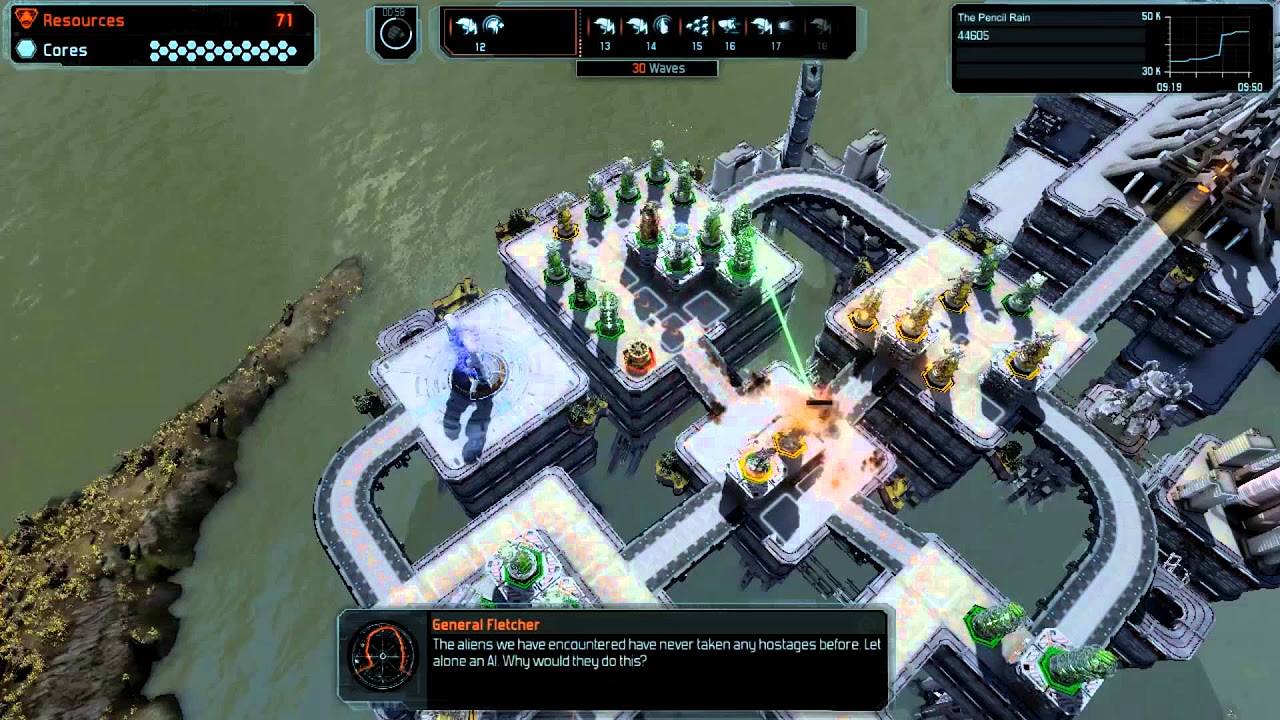 Resources 71
Cores
00:58
12
13 14 15 16 17 18
30 Waves
The Pencil Rain
44605
50 K
30 K
09:19 09:50
General Fletcher
The aliens we have encountered have never taken any hostages before. Let
alone an AI. Why would they do this?